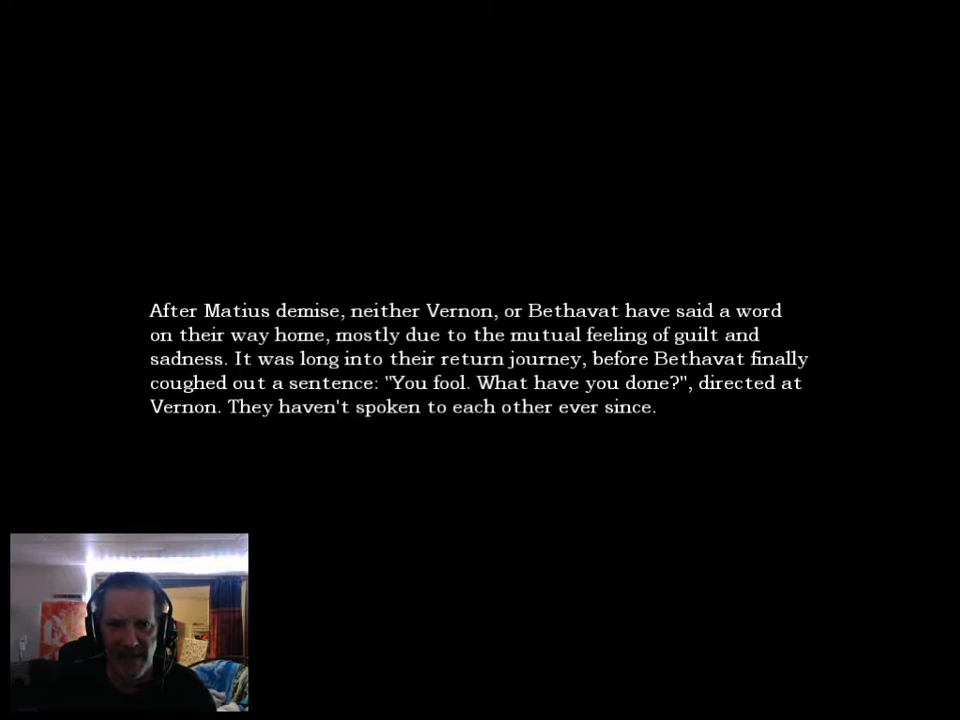 After Matius demise, neither Vernon, or Bethavat have said a word
on their way home, mostly due to the mutual feeling of guilt and
sadness. It was long into their return journey, before Bethavat finally
coughed out a sentence: "You fool. What have you done?", directed at
Vernon. They haven't spoken to each other ever since.